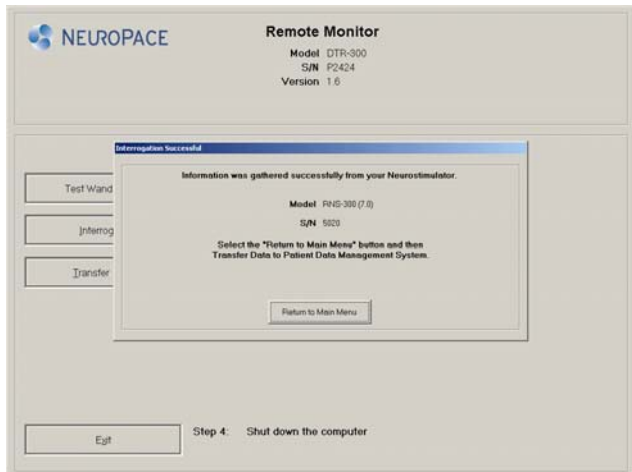 NEUROPACE
Remote Monitor
Model DTR-300
S/N P2424
Version 1.6
Interrogation Successful
Information was gathered successfully from your Neurostimulator.
Model RNS-300 (7.0)
S/N 5020
Select the "Return to Main Menu" button and then
Transfer Data to Patient Data Management System.
Return to Main Menu
Test Wand
Interrog
Transfer
Exit
Step 4: Shut down the computer